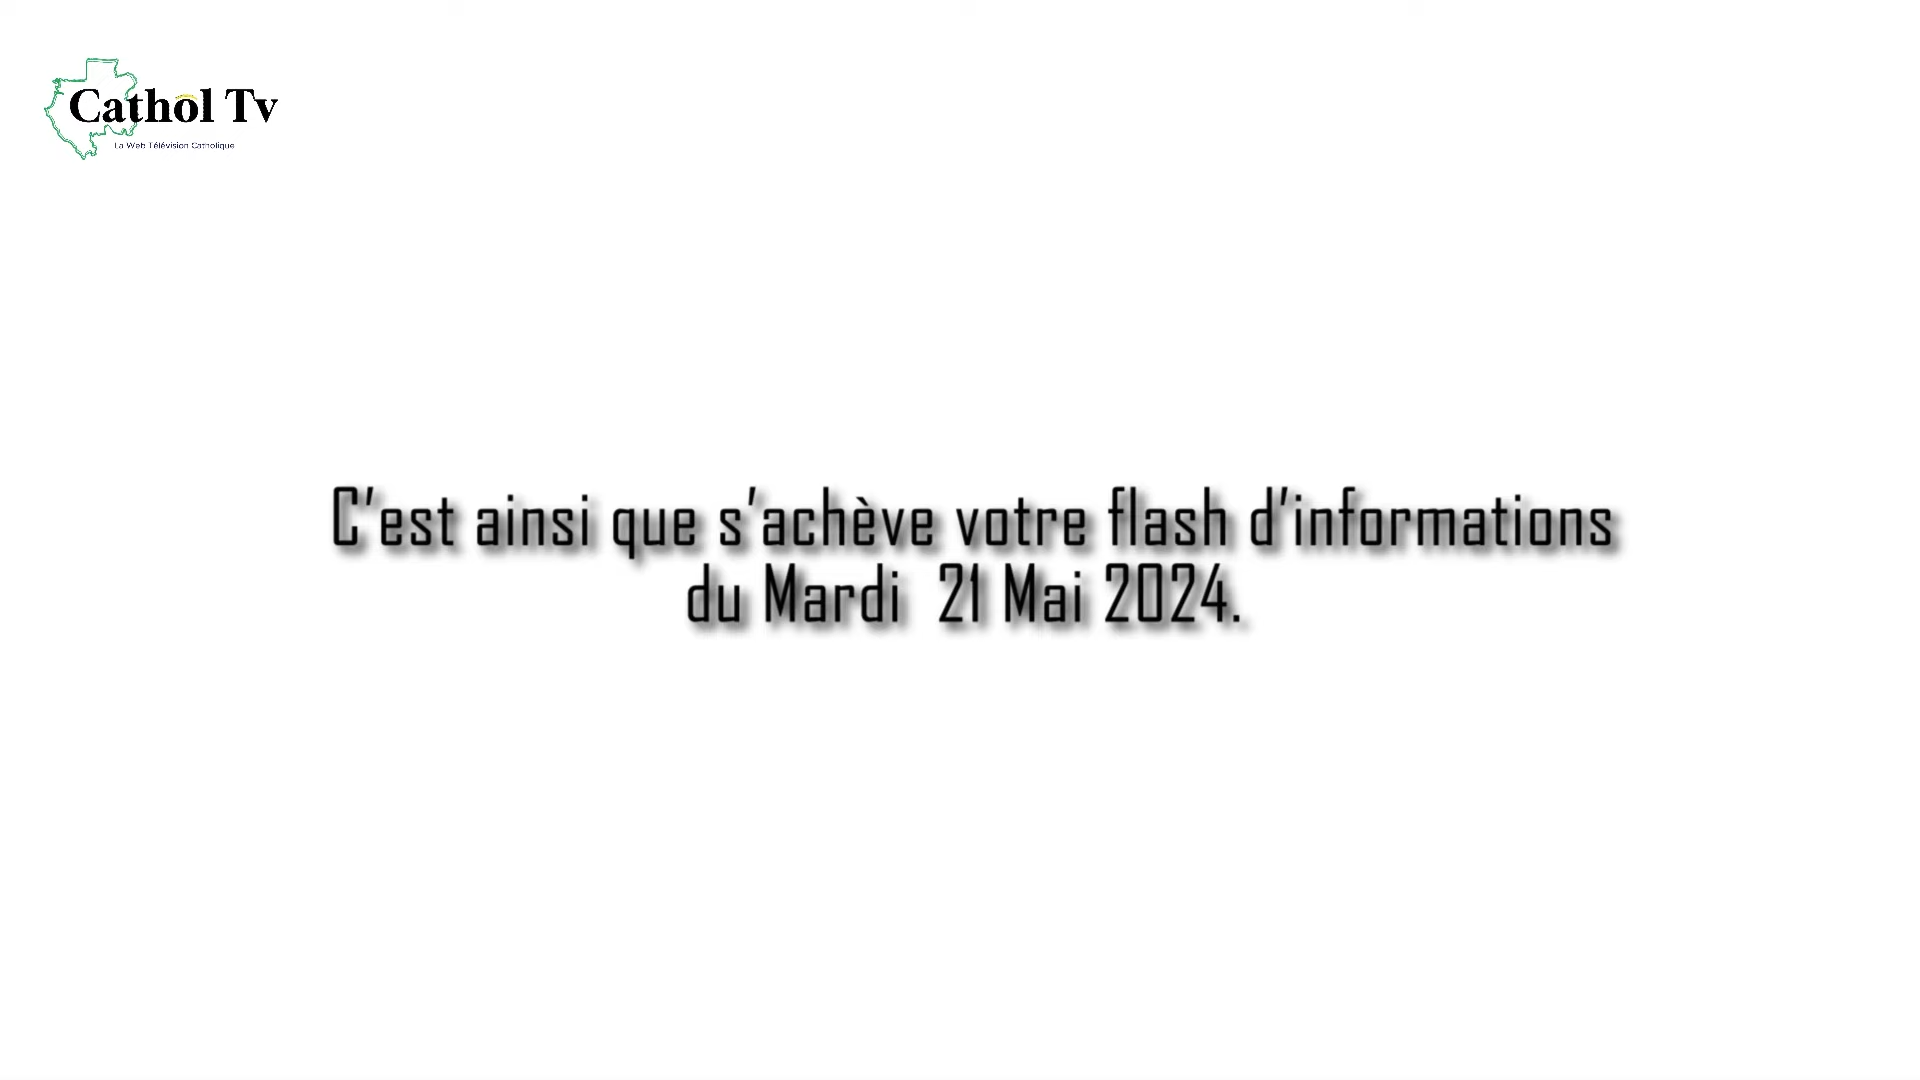 Cathol Tv
La Web Télévision Catholique
C'est ainsi que s'achève votre flash d'informations
du Mardi 21 Mai 2024.